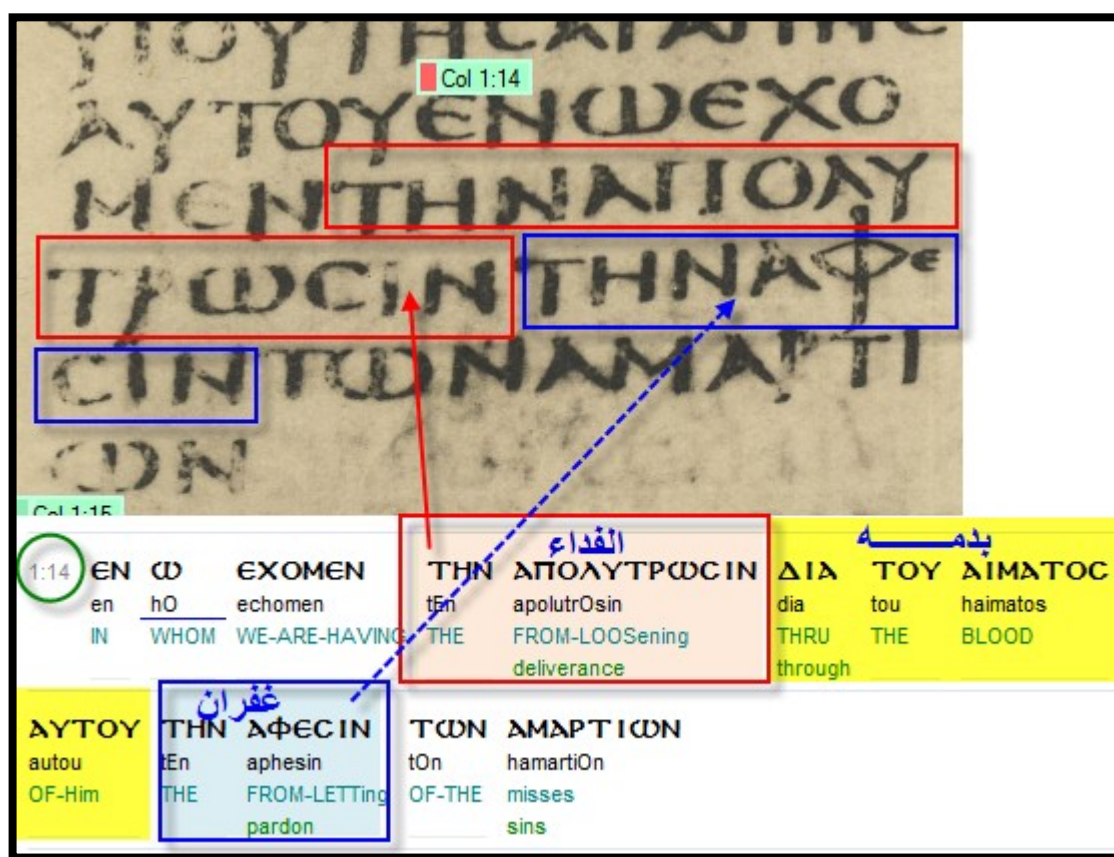 ΥΙΟΥΤΗϹΑΓΑΠΗϹ
Col 1:14
ΑΥΤΟΥΕΝΩΕΧΟ
ΜΕΝΤΗΝΑΠΟΛΥ
ΤΡΩϹΙΝΤΗΝΑΦΕ
ϹΙΝΤΩΝΑΜΑΡΤΙ
ΩΝ
Col 1:15
الفداء بدمـــــه
1:14 ΕΝ Ω ΕΧΟΜΕΝ ΤΗΝ ΑΠΟΛΥΤΡΩϹΙΝ ΔΙΑ ΤΟΥ ΑΙΜΑΤΟϹ
en hO echomen tEn apolutrOsin dia tou haimatos
IN WHOM WE-ARE-HAVING THE FROM-LOOSening THRU THE BLOOD
deliverance through
غفران
ΑΥΤΟΥ ΤΗΝ ΑΦΕϹΙΝ ΤΩΝ ΑΜΑΡΤΙΩΝ
autou tEn aphesin tOn hamartiOn
OF-Him THE FROM-LETTing OF-THE misses
pardon sins